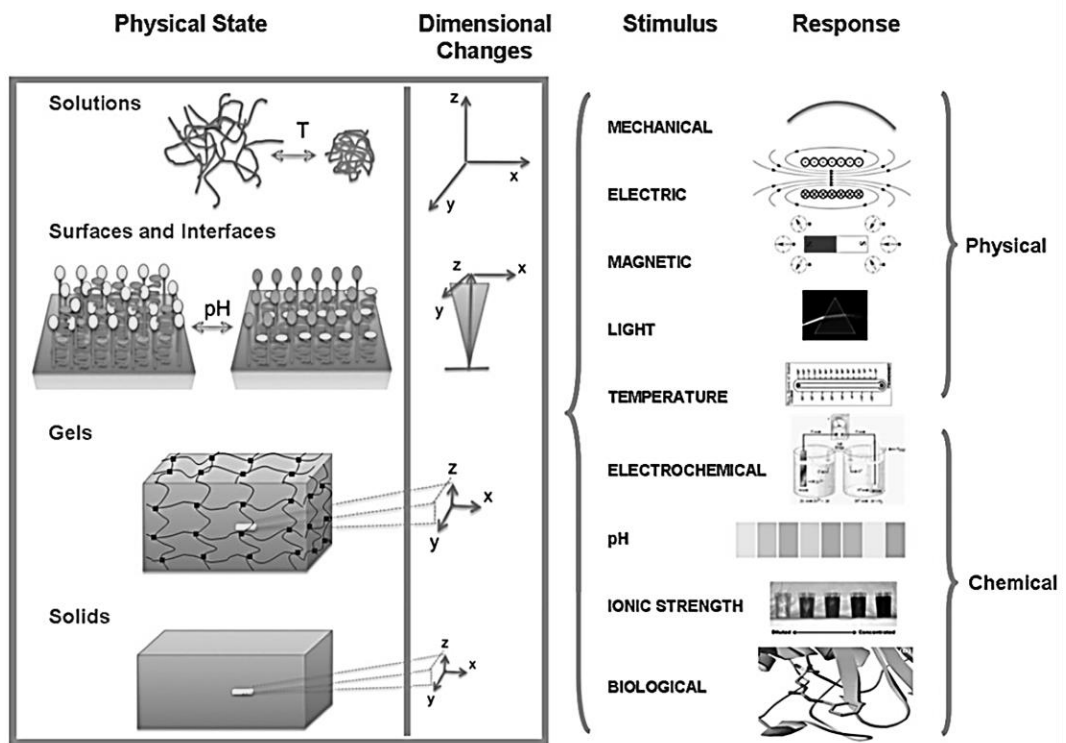 Physical State
Dimensional
Changes
Stimulus
Response
Solutions
T
z
x
y
Surfaces and Interfaces
pH
z
x
y
Gels
z
x
y
Solids
z
x
y
MECHANICAL
ELECTRIC
MAGNETIC
LIGHT
TEMPERATURE
ELECTROCHEMICAL
pH
IONIC STRENGTH
Diluted
Concentrated
BIOLOGICAL
Physical
Chemical